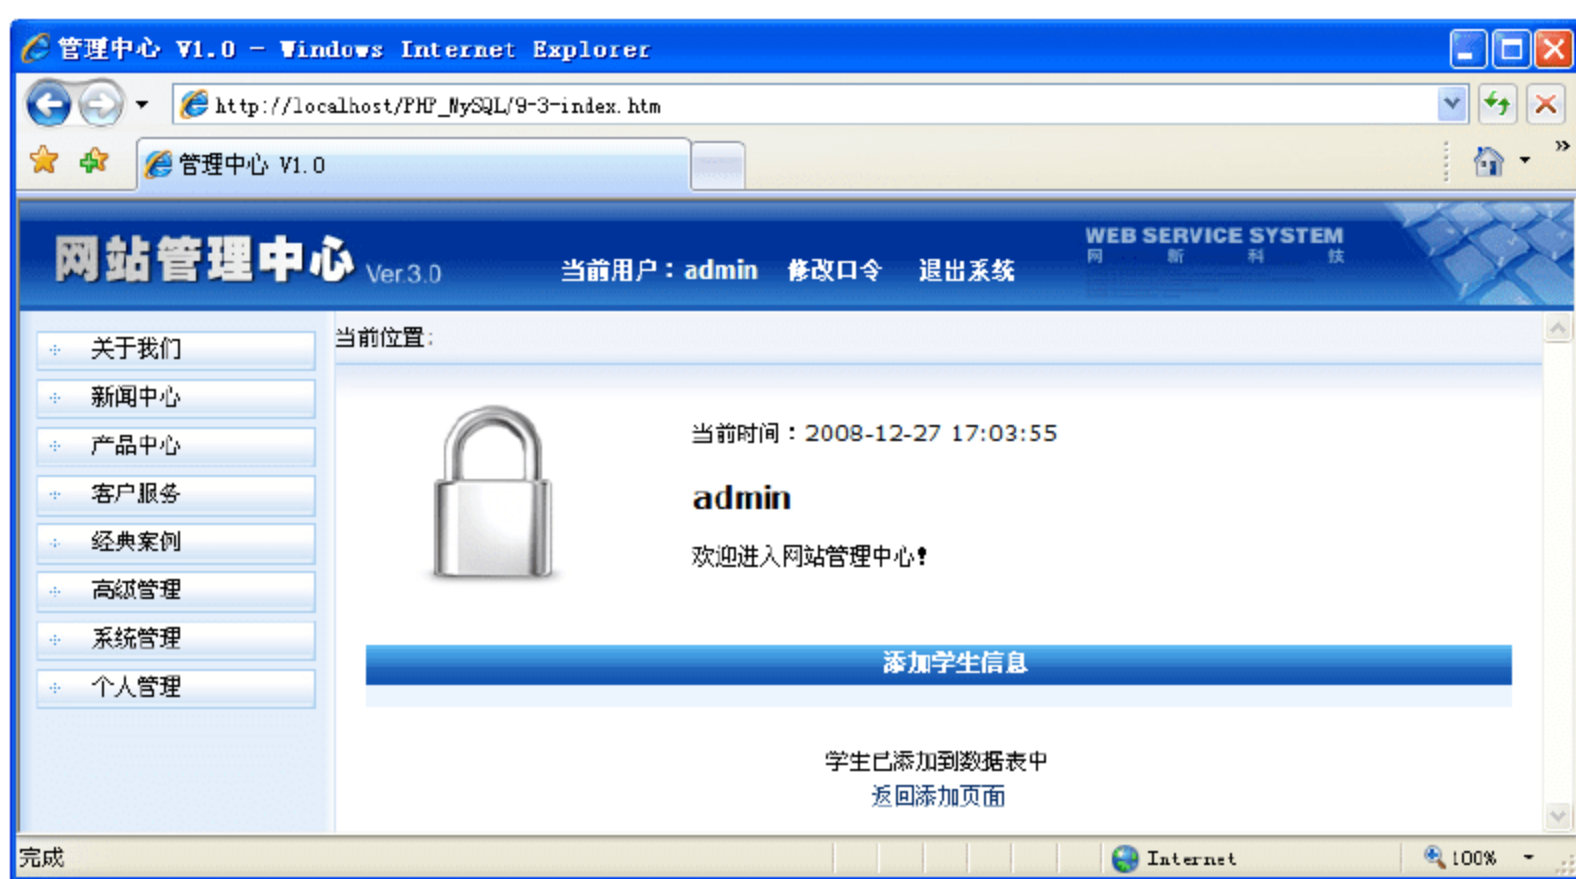 管理中心 V1.0 - Windows Internet Explorer
http://localhost/PHP_MySQL/9-3-index.htm
管理中心 V1.0
网站管理中心 Ver.3.0
当前用户：admin 修改口令 退出系统
WEB SERVICE SYSTEM
网 新 科 技
当前位置:
关于我们
新闻中心
产品中心
客户服务
经典案例
高级管理
系统管理
个人管理
当前时间：2008-12-27 17:03:55
admin
欢迎进入网站管理中心！
添加学生信息
学生已添加到数据表中
返回添加页面
完成
Internet
100%